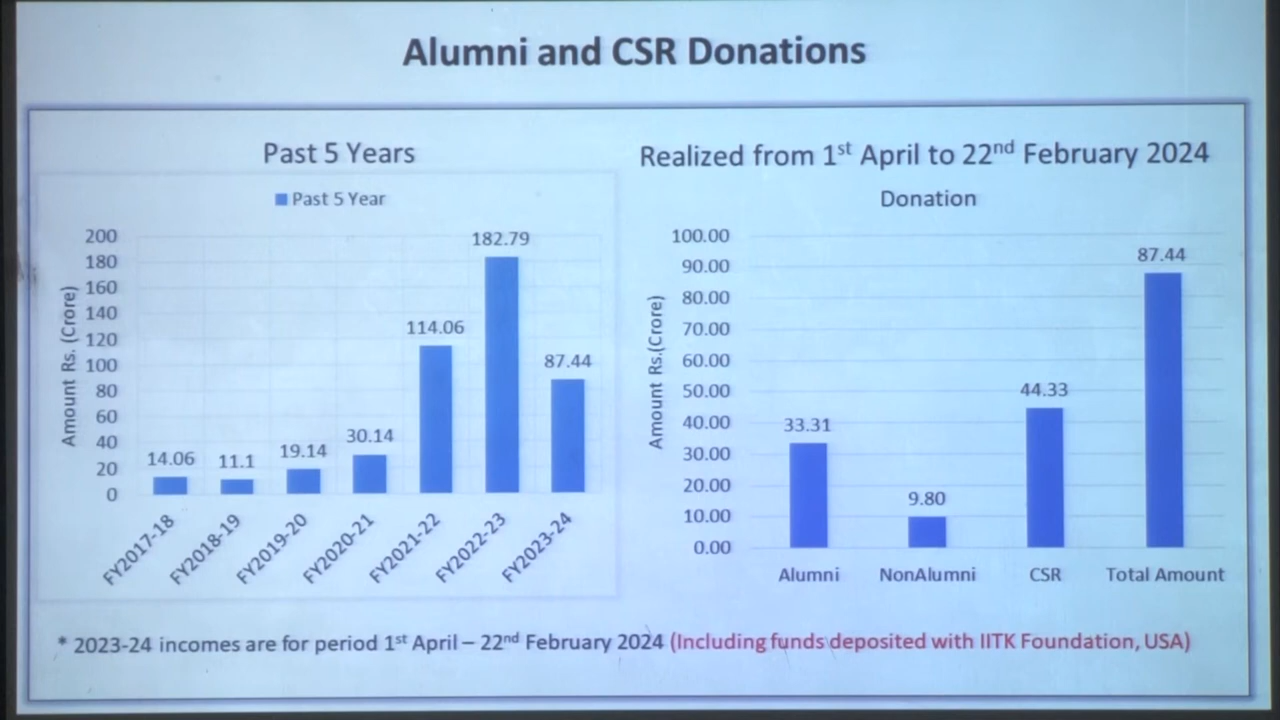 Alumni and CSR Donations
Past 5 Years
Past 5 Year
Amount Rs. (Crore)
200
180
160
140
120
100
80
60
40
20
0
14.06
11.1
19.14
30.14
114.06
182.79
87.44
FY2017-18
FY2018-19
FY2019-20
FY2020-21
FY2021-22
FY2022-23
FY2023-24
Realized from 1st April to 22nd February 2024
Donation
Amount Rs.(Crore)
100.00
90.00
80.00
70.00
60.00
50.00
40.00
30.00
20.00
10.00
0.00
33.31
9.80
44.33
87.44
Alumni
NonAlumni
CSR
Total Amount
* 2023-24 incomes are for period 1st April – 22nd February 2024 (Including funds deposited with IITK Foundation, USA)